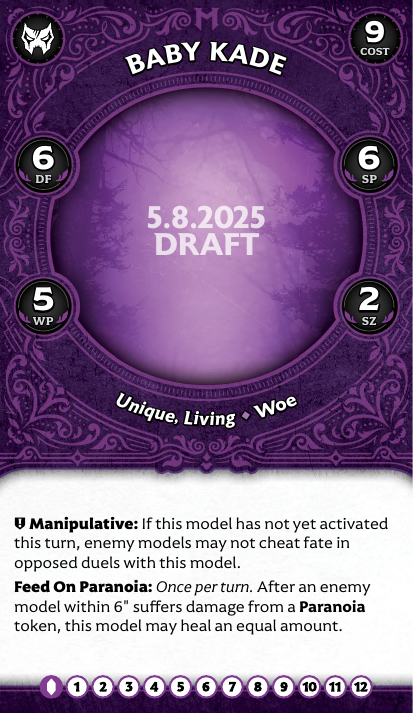 9
COST
BABY KADE
6
DF
6
SP
5.8.2025
DRAFT
5
WP
2
SZ
Unique, Living ◆ Woe
Manipulative: If this model has not yet activated
this turn, enemy models may not cheat fate in
opposed duels with this model.
Feed On Paranoia: Once per turn. After an enemy
model within 6" suffers damage from a Paranoia
token, this model may heal an equal amount.
1 2 3 4 5 6 7 8 9 10 11 12